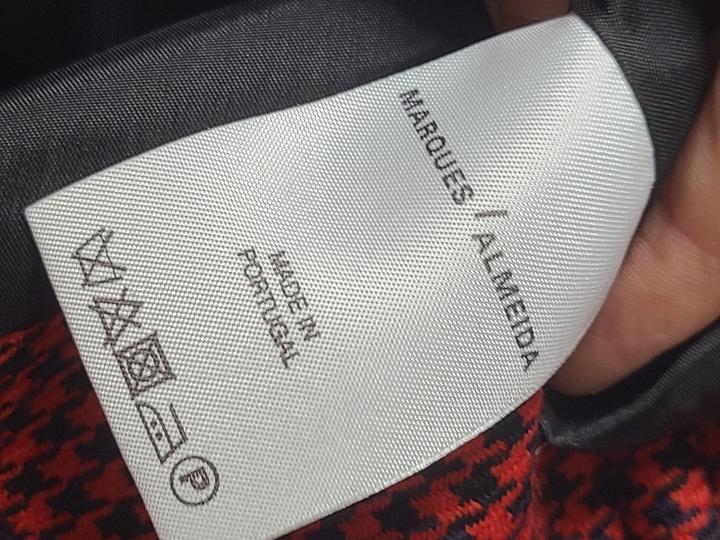 MARQUES / ALMEIDA
MADE IN
PORTUGAL
P